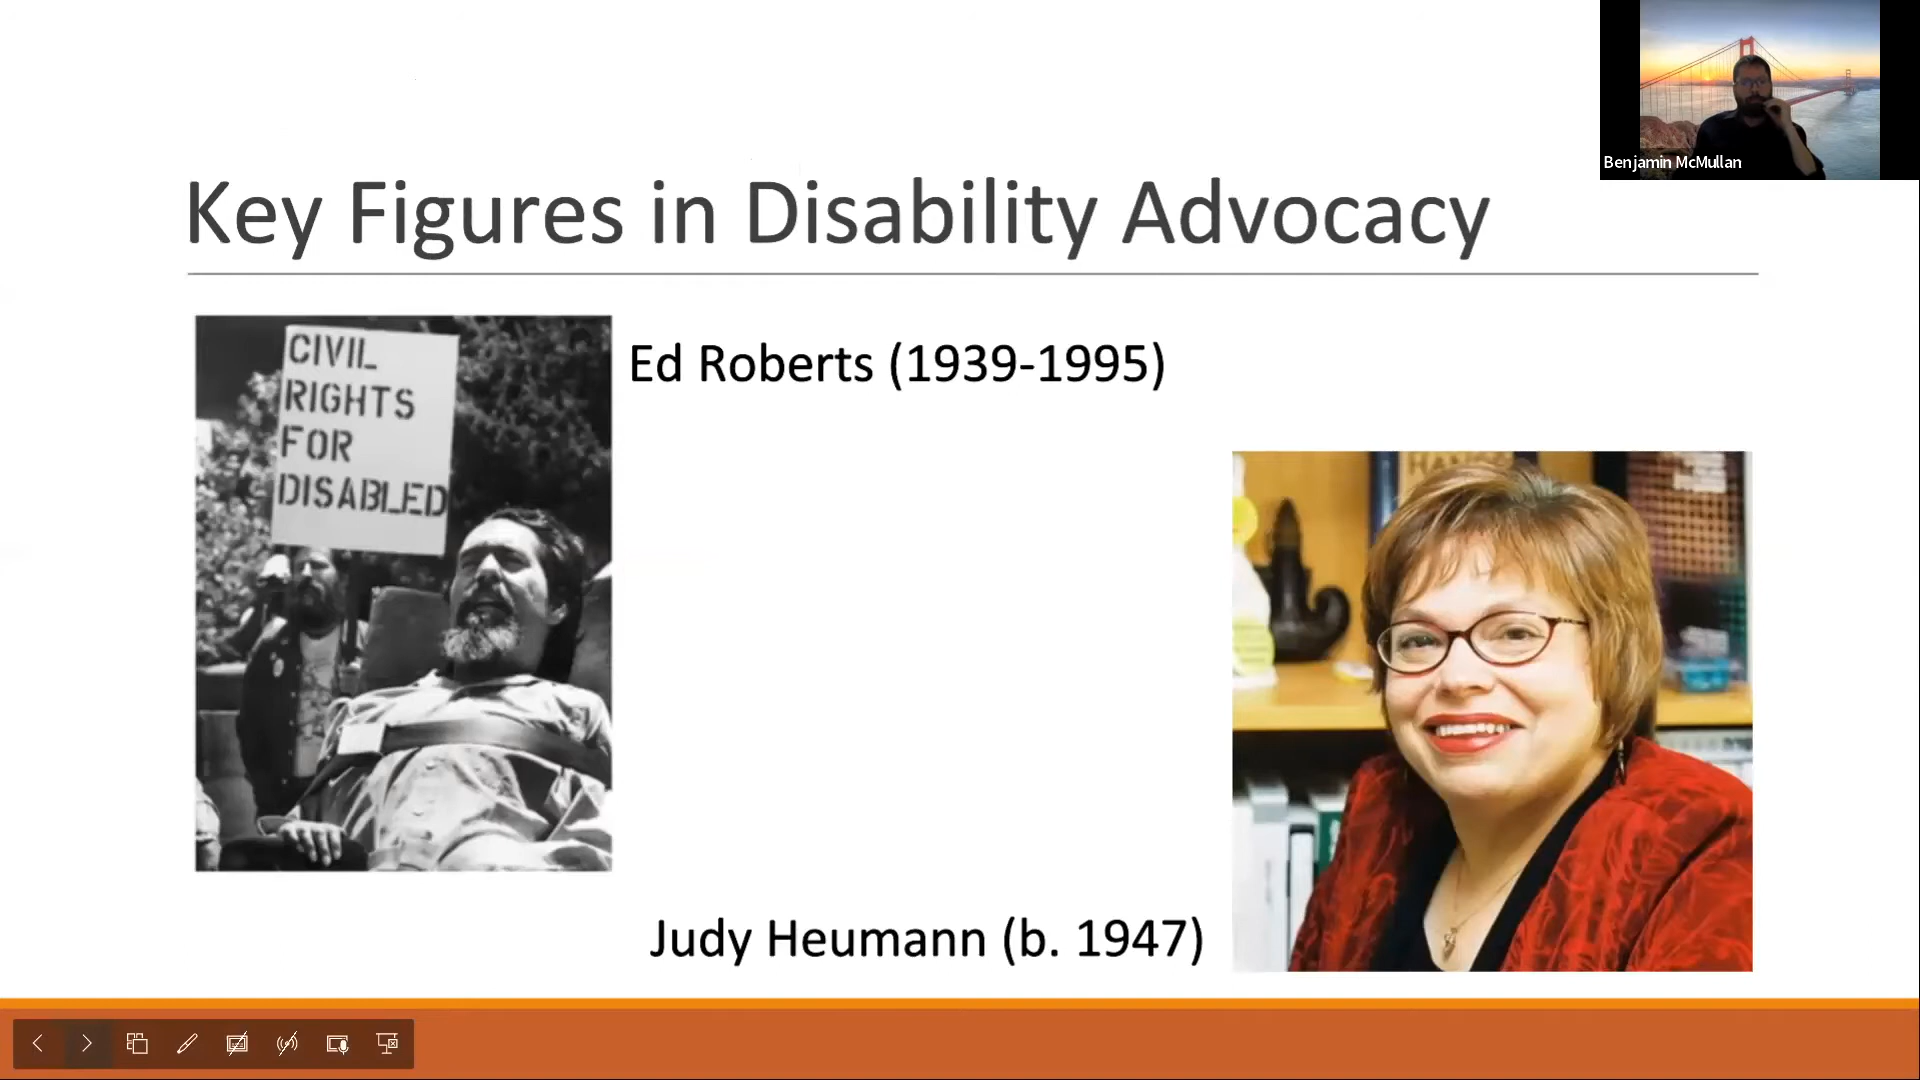 Benjamin McMullan
Key Figures in Disability Advocacy
CIVIL
RIGHTS
FOR
DISABLED
Ed Roberts (1939-1995)
Judy Heumann (b. 1947)